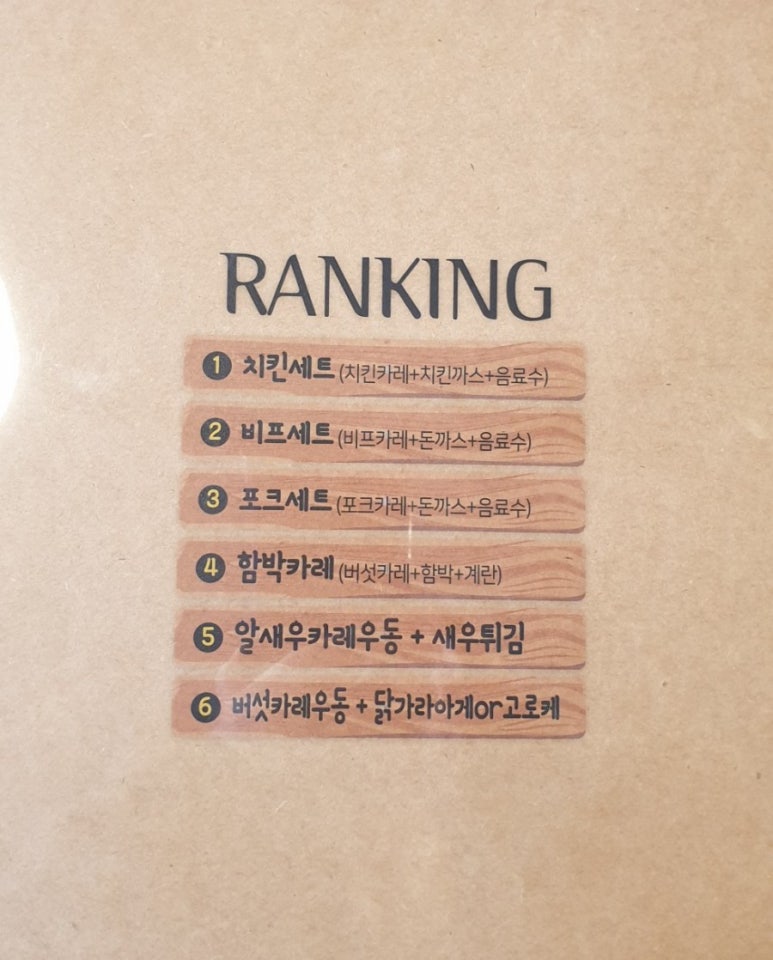 RANKING
1 치킨세트 (치킨카레+치킨까스+음료수)
2 비프세트 (비프카레+돈까스+음료수)
3 포크세트 (포크카레+돈까스+음료수)
4 함박카레 (버섯카레+함박+계란)
5 알새우카레우동 + 새우튀김
6 버섯카레우동 + 닭가라아게or고로케